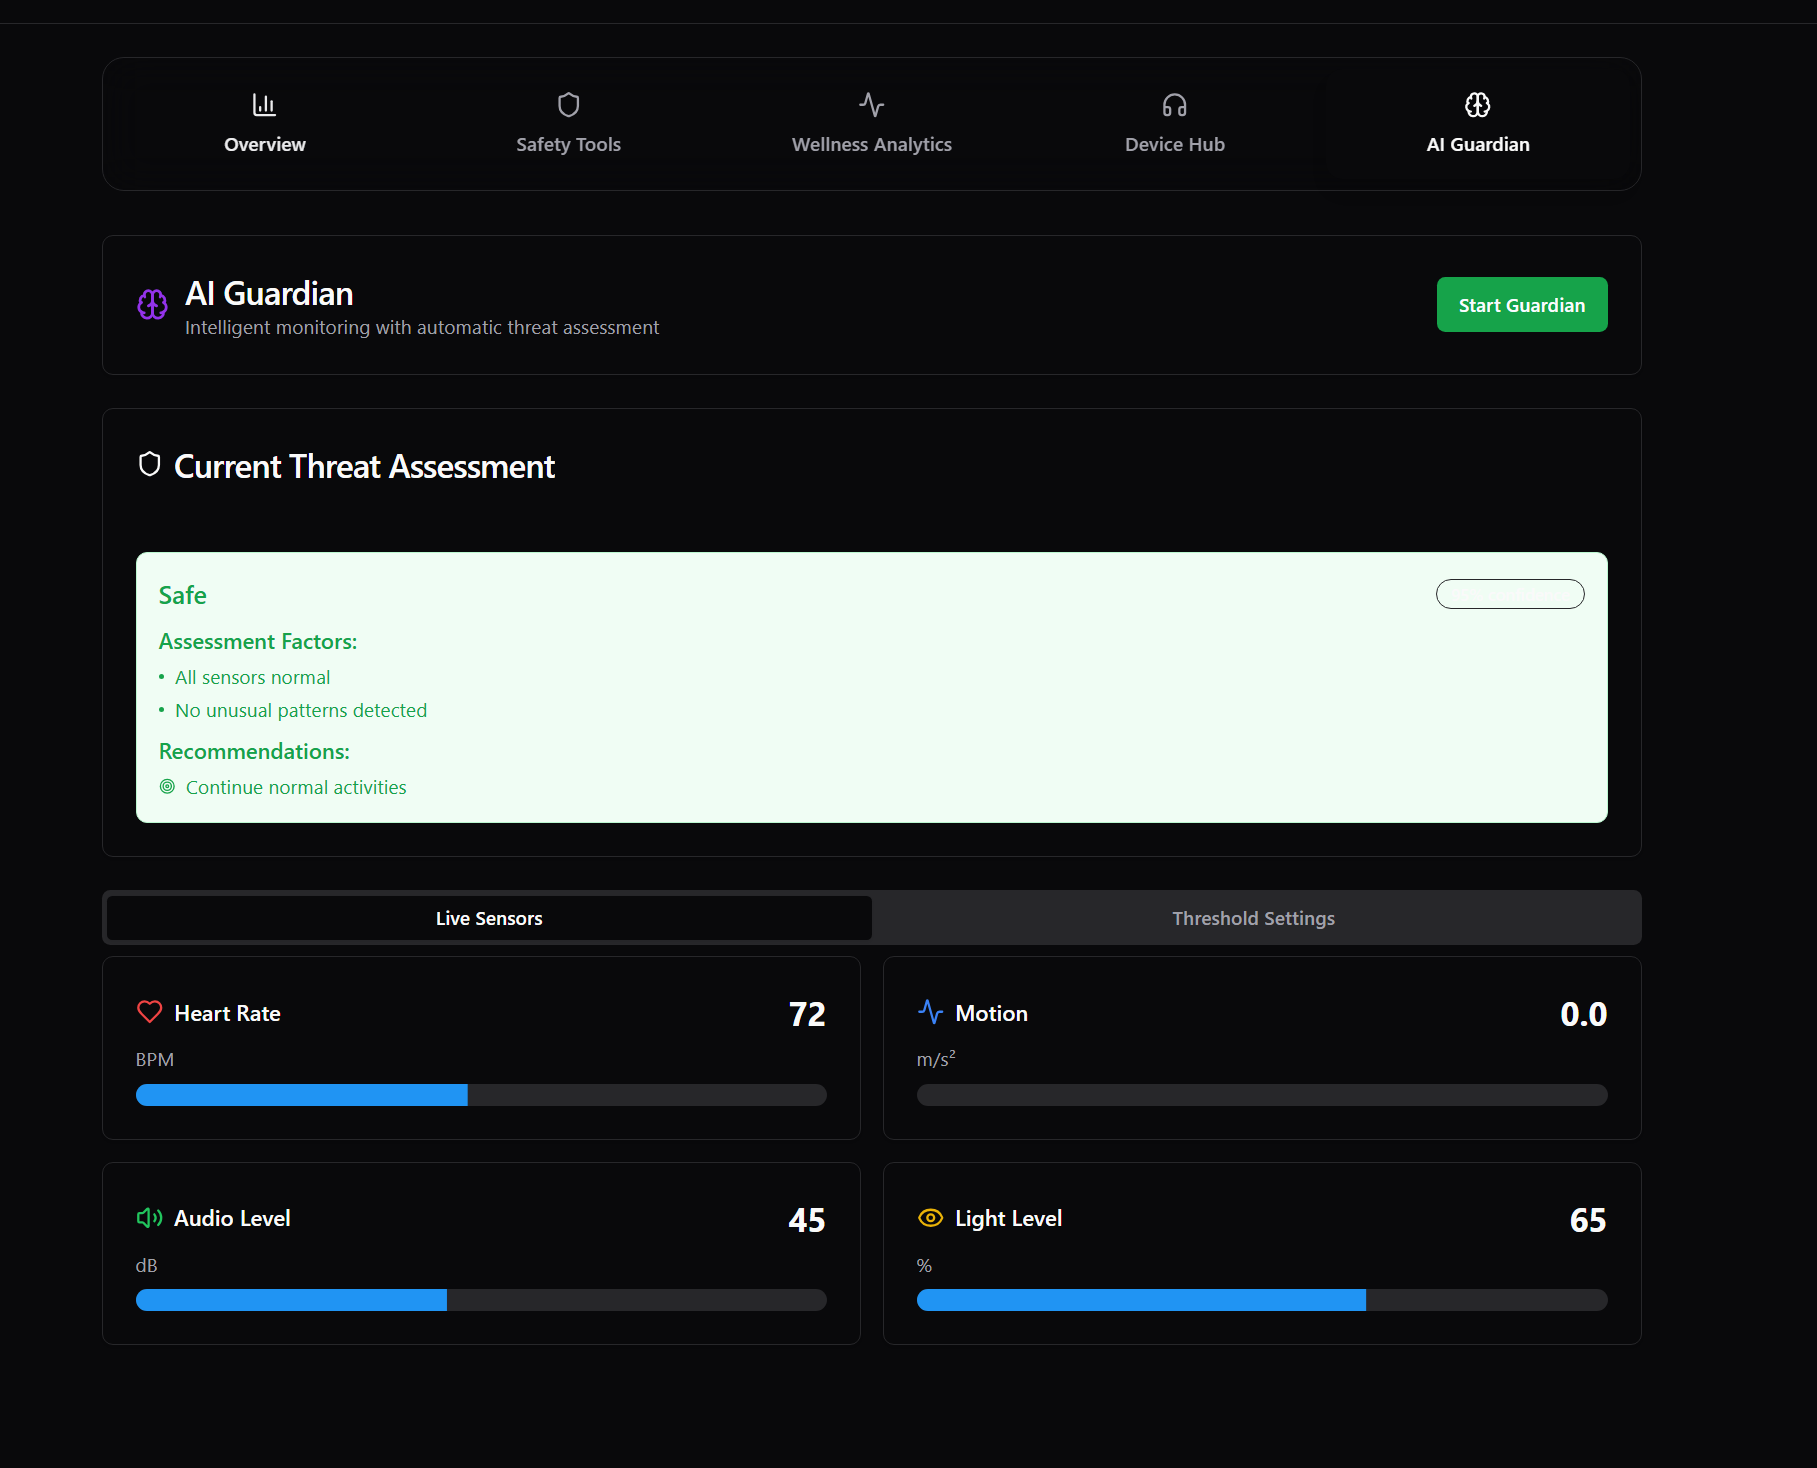 Overview
Safety Tools
Wellness Analytics
Device Hub
AI Guardian
AI Guardian
Intelligent monitoring with automatic threat assessment
Start Guardian
Current Threat Assessment
Safe
Assessment Factors:
• All sensors normal
• No unusual patterns detected
Recommendations:
Continue normal activities
Live Sensors
Threshold Settings
Heart Rate
72
BPM
Motion
0.0
m/s²
Audio Level
45
dB
Light Level
65
%